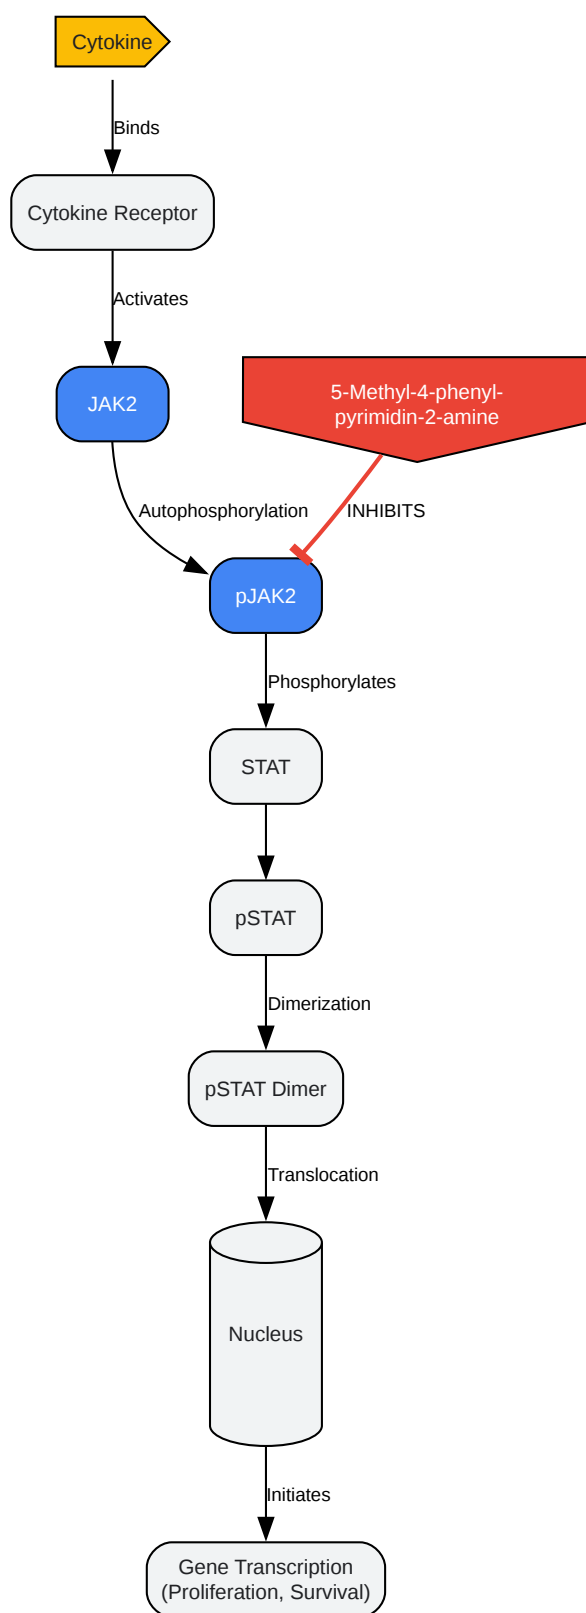 Cytokine
Binds
Cytokine Receptor
Activates
JAK2
5-Methyl-4-phenyl-
pyrimidin-2-amine
Autophosphorylation
INHIBITS
pJAK2
Phosphorylates
STAT
pSTAT
Dimerization
pSTAT Dimer
Translocation
Nucleus
Initiates
Gene Transcription
(Proliferation, Survival)